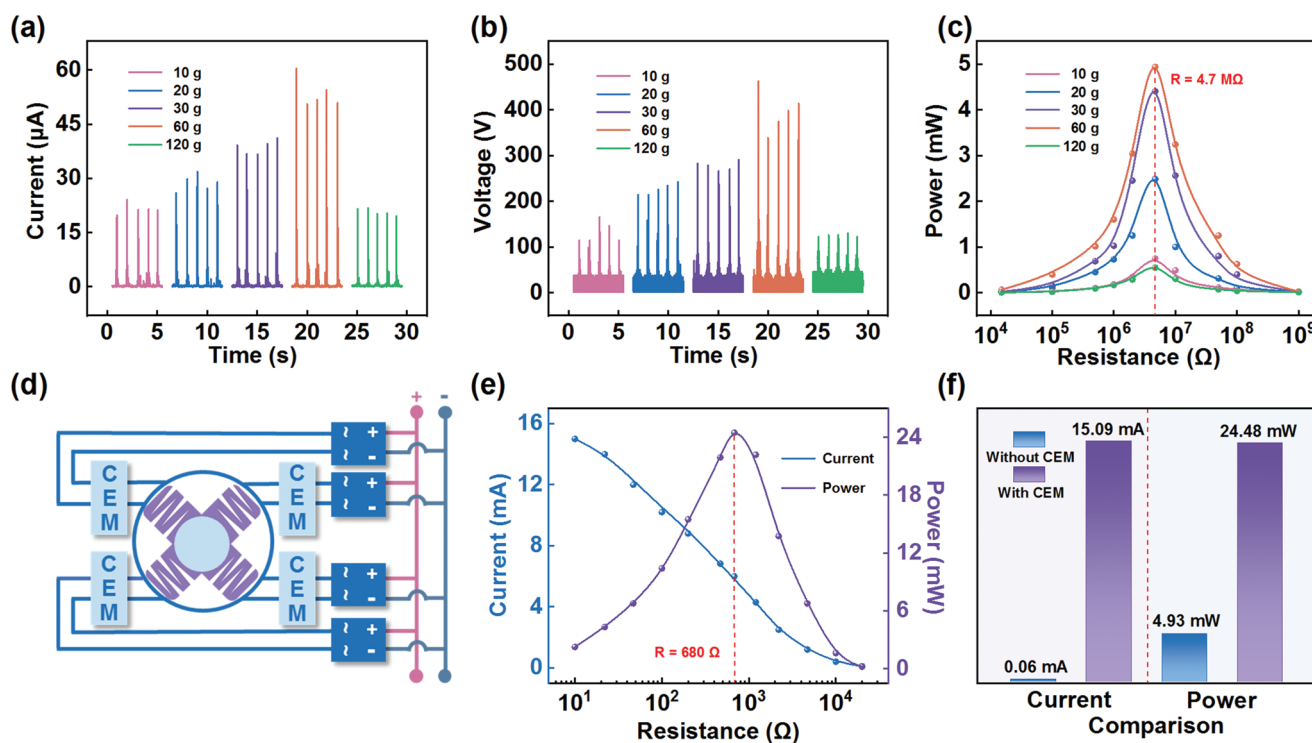 (a)
Current (μA)
60
45
30
15
0
10 g
20 g
30 g
60 g
120 g
0 5 10 15 20 25 30
Time (s)
(b)
Voltage (V)
500
400
300
200
100
0
10 g
20 g
30 g
60 g
120 g
0 5 10 15 20 25 30
Time (s)
(c)
Power (mW)
5
4
3
2
1
0
10 g
20 g
30 g
60 g
120 g
R = 4.7 MΩ
10⁴ 10⁵ 10⁶ 10⁷ 10⁸ 10⁹
Resistance (Ω)
(d)
+ -
~ +
~ -
~ +
~ -
~ +
~ -
~ +
~ -
CEM
CEM
CEM
CEM
(e)
Current (mA)
16
12
8
4
0
Current
Power
R = 680 Ω
Power (mW)
24
18
12
6
0
10¹ 10² 10³ 10⁴
Resistance (Ω)
(f)
Without CEM
With CEM
15.09 mA
24.48 mW
4.93 mW
0.06 mA
Current Power
Comparison